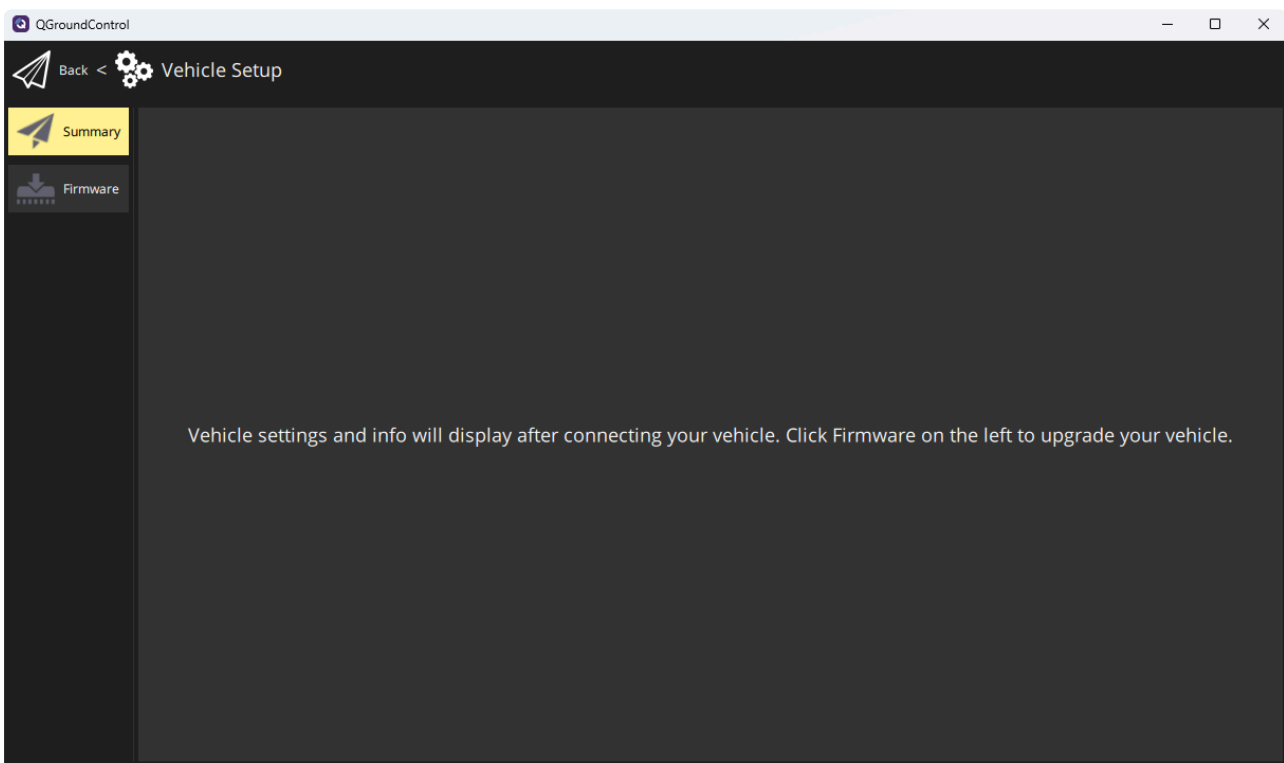 QGroundControl
Back < Vehicle Setup
Summary
Firmware
Vehicle settings and info will display after connecting your vehicle. Click Firmware on the left to upgrade your vehicle.